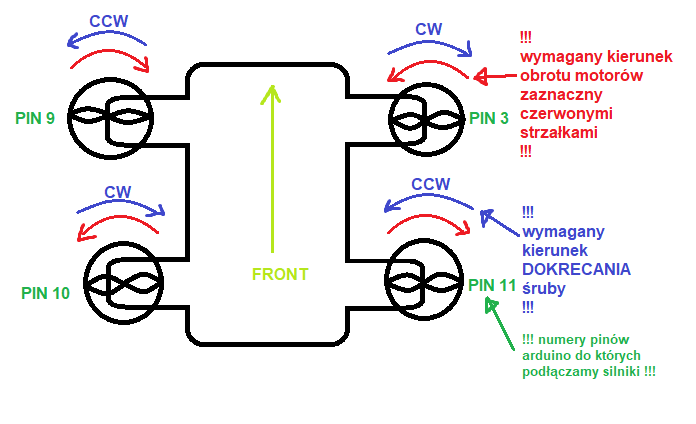 CCW
CW
!!!
wymagany kierunek
obrotu motorów
zaznaczny
czerwonymi
strzałkami
!!!
PIN 9
PIN 3
CW
CCW
!!!
wymagany
kierunek
DOKRECANIA
śruby
!!!
FRONT
PIN 10
PIN 11
!!! numery pinów
arduino do których
podłączamy silniki !!!